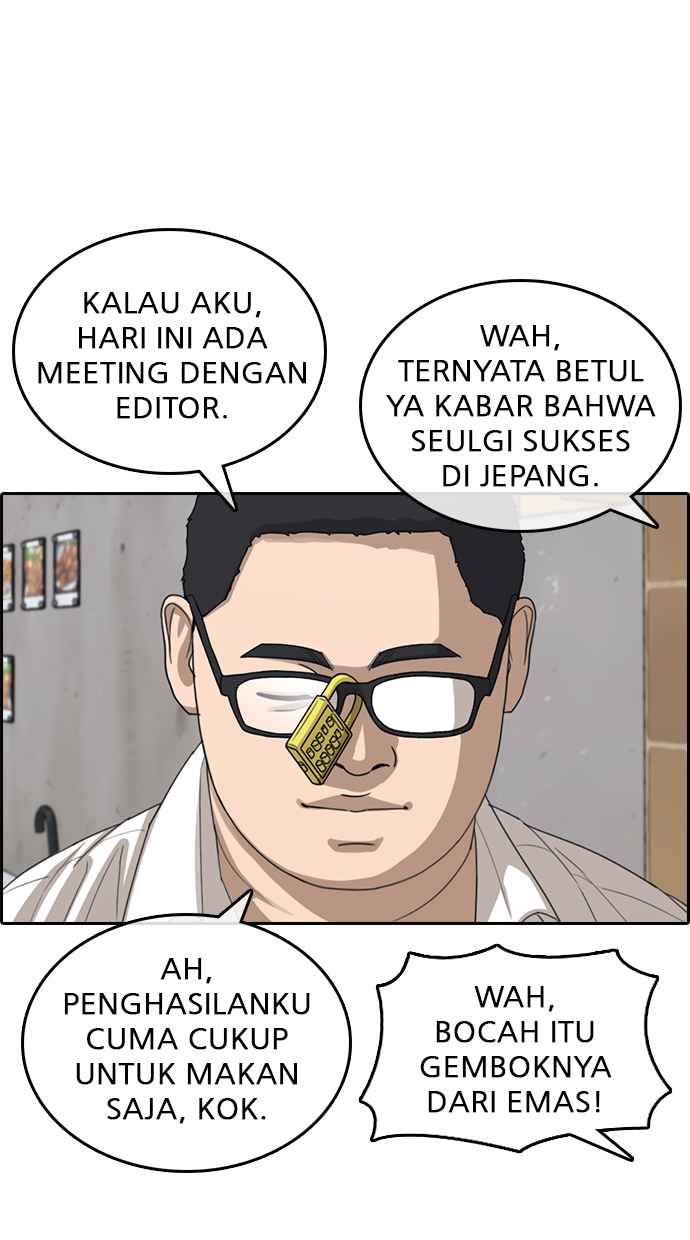 KALAU AKU,
HARI INI ADA
MEETING DENGAN
EDITOR.
WAH,
TERNYATA BETUL
YA KABAR BAHWA
SEULGI SUKSES
DI JEPANG.
AH,
PENGHASILANKU
CUMA CUKUP
UNTUK MAKAN
SAJA, KOK.
WAH,
BOCAH ITU
GEMBOKNYA
DARI EMAS!